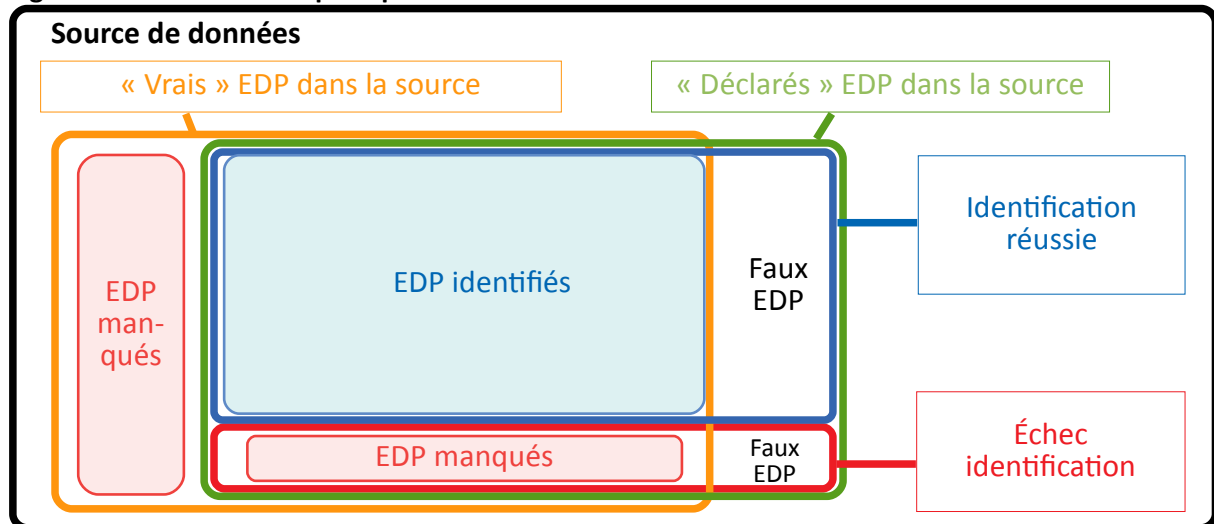 Source de données
« Vrais » EDP dans la source
« Déclarés » EDP dans la source
EDP
man-
qués
EDP identifiés
Faux
EDP
Identification
réussie
EDP manqués
Faux
EDP
Échec
identification